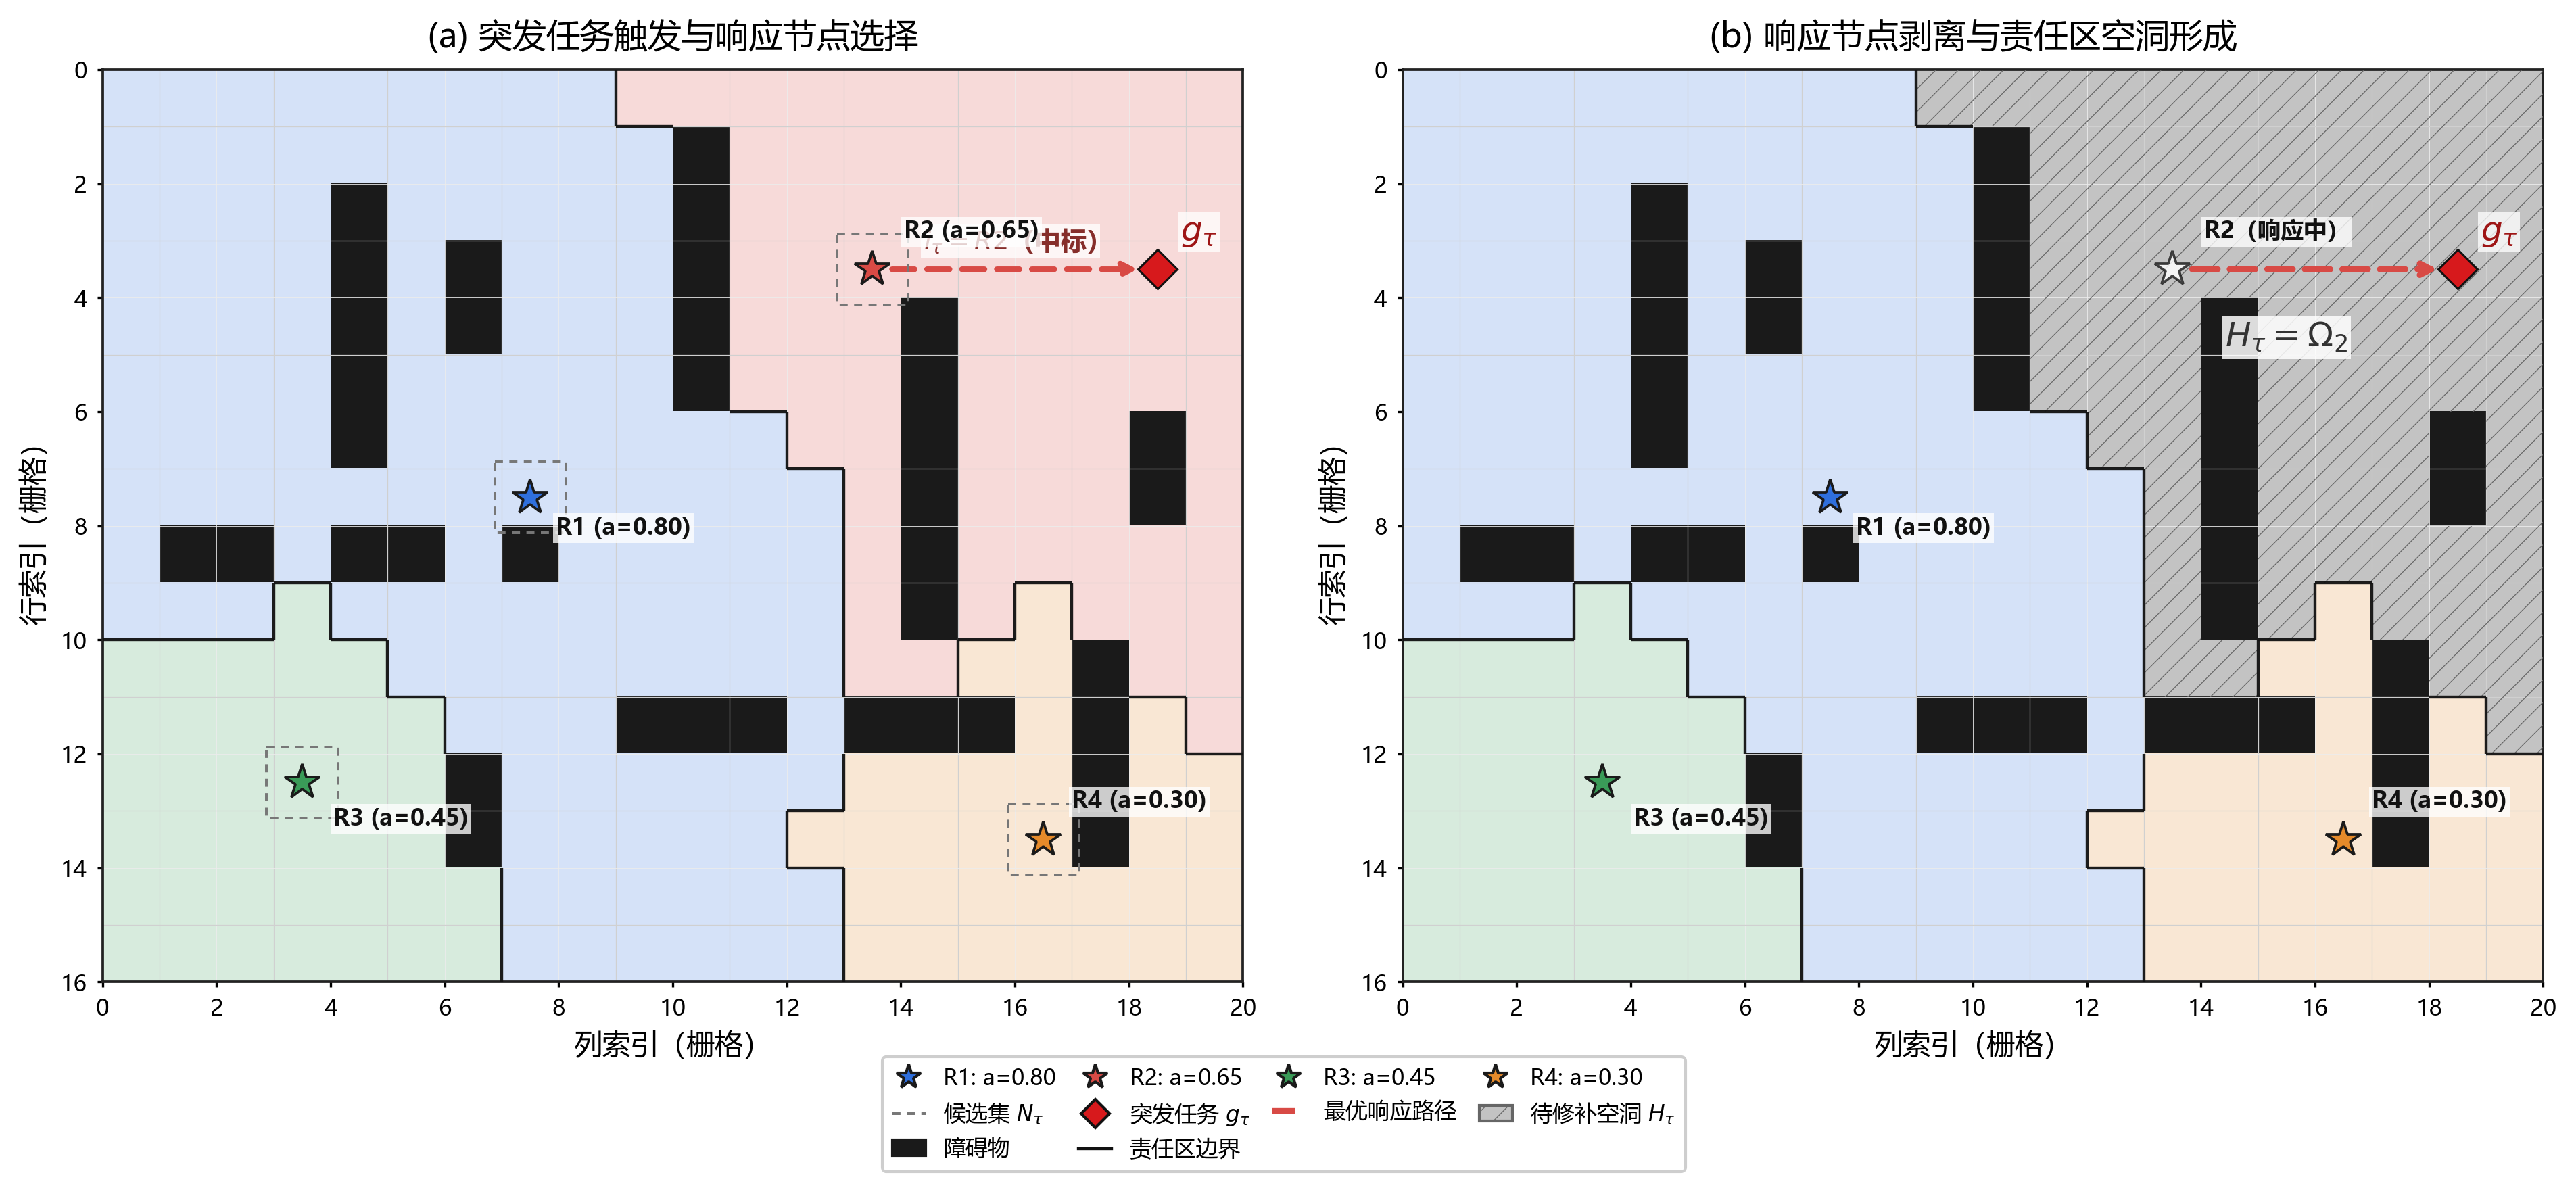 (a) 突发任务触发与响应节点选择
0
2
4
6
8
10
12
14
16
行索引（栅格）
R2 (a=0.65)
（中标）
gτ
R1 (a=0.80)
R3 (a=0.45)
R4 (a=0.30)
0 2 4 6 8 10 12 14 16 18 20
列索引（栅格）
(b) 响应节点剥离与责任区空洞形成
0
2
4
6
8
10
12
14
16
行索引（栅格）
R2（响应中）
gτ
Hτ = Ω2
R1 (a=0.80)
R3 (a=0.45)
R4 (a=0.30)
0 2 4 6 8 10 12 14 16 18 20
列索引（栅格）
R1: a=0.80 R2: a=0.65 R3: a=0.45 R4: a=0.30
候选集 Nτ 突发任务 gτ 最优响应路径 待修补空洞 Hτ
障碍物 责任区边界